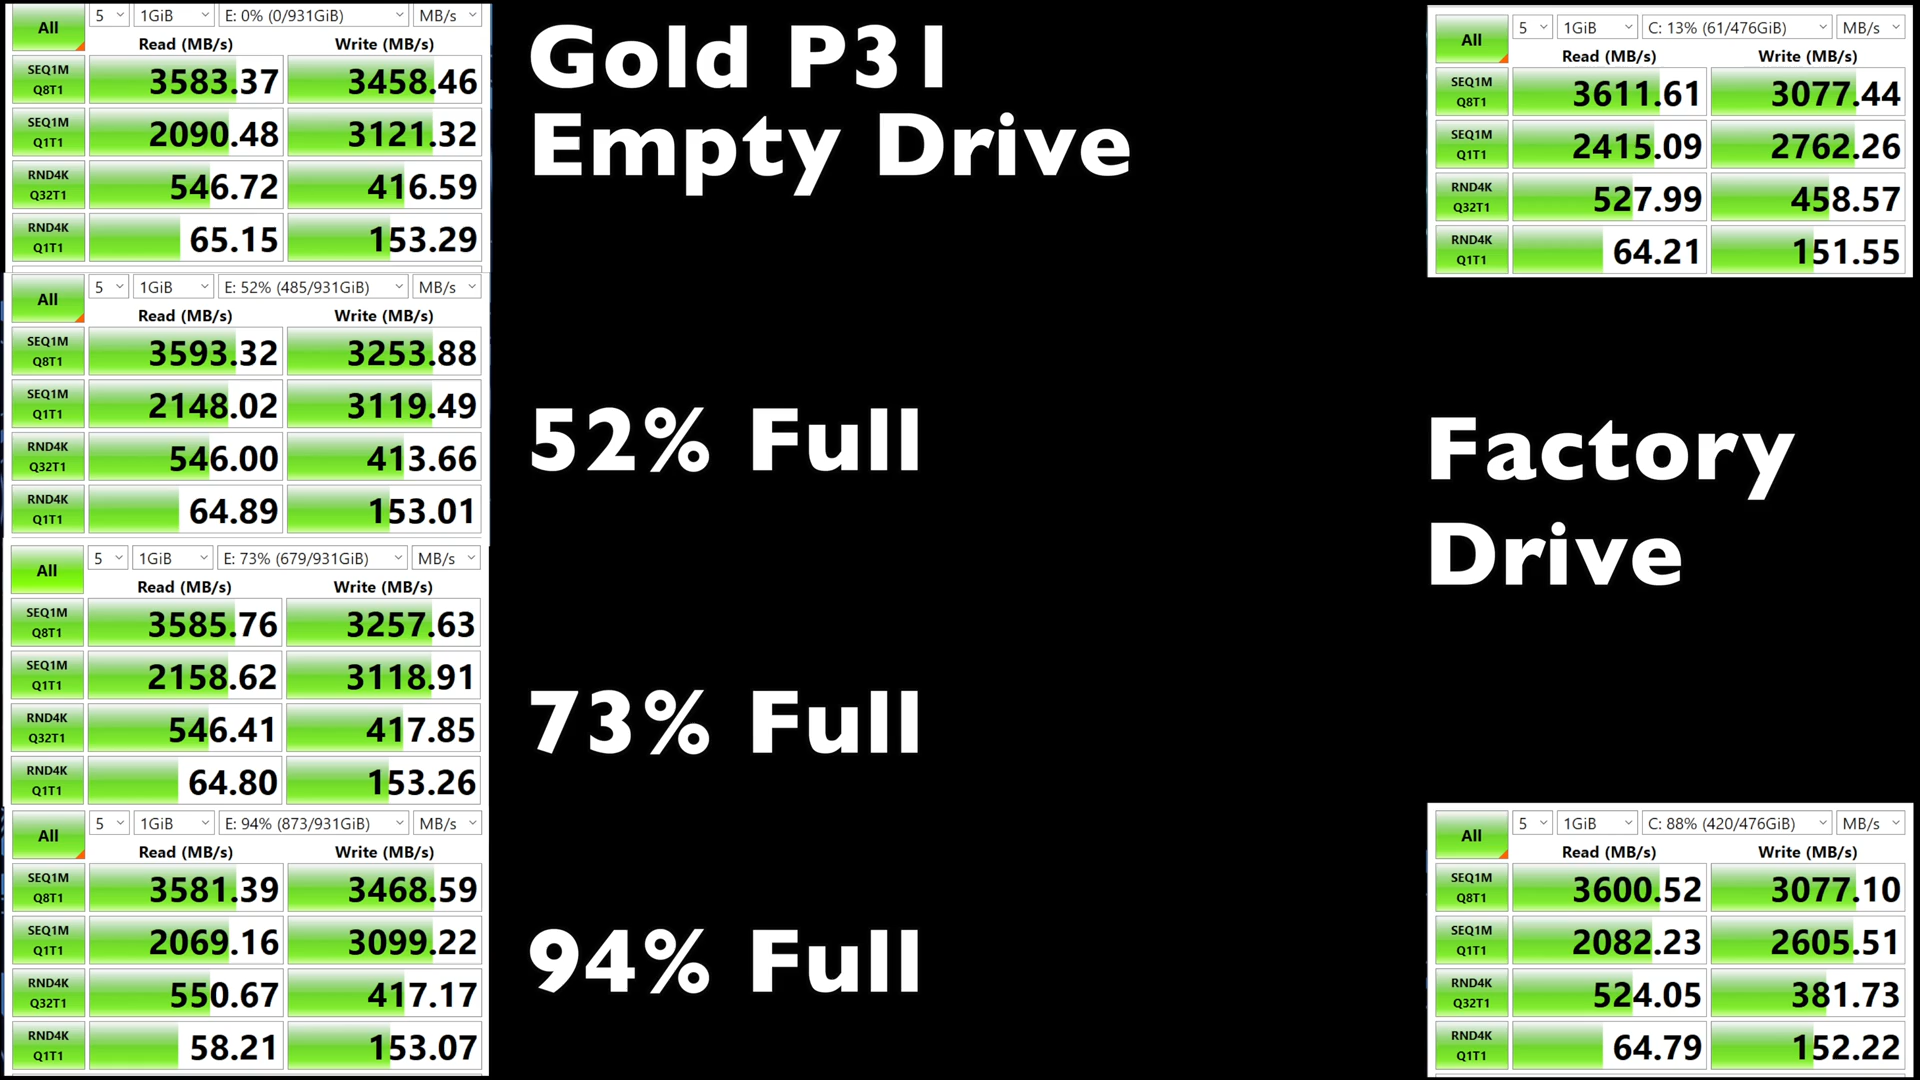 All 5 1GiB E: 0% (0/931GiB) MB/s
Read (MB/s) Write (MB/s)
SEQ1M Q8T1 3583.37 3458.46
SEQ1M Q1T1 2090.48 3121.32
RND4K Q32T1 546.72 416.59
RND4K Q1T1 65.15 153.29
Gold P31
Empty Drive
All 5 1GiB C: 13% (61/476GiB) MB/s
Read (MB/s) Write (MB/s)
SEQ1M Q8T1 3611.61 3077.44
SEQ1M Q1T1 2415.09 2762.26
RND4K Q32T1 527.99 458.57
RND4K Q1T1 64.21 151.55
All 5 1GiB E: 52% (485/931GiB) MB/s
Read (MB/s) Write (MB/s)
SEQ1M Q8T1 3593.32 3253.88
SEQ1M Q1T1 2148.02 3119.49
RND4K Q32T1 546.00 413.66
RND4K Q1T1 64.89 153.01
52% Full
Factory
Drive
All 5 1GiB E: 73% (679/931GiB) MB/s
Read (MB/s) Write (MB/s)
SEQ1M Q8T1 3585.76 3257.63
SEQ1M Q1T1 2158.62 3118.91
RND4K Q32T1 546.41 417.85
RND4K Q1T1 64.80 153.26
73% Full
All 5 1GiB E: 94% (873/931GiB) MB/s
Read (MB/s) Write (MB/s)
SEQ1M Q8T1 3581.39 3468.59
SEQ1M Q1T1 2069.16 3099.22
RND4K Q32T1 550.67 417.17
RND4K Q1T1 58.21 153.07
94% Full
All 5 1GiB C: 88% (420/476GiB) MB/s
Read (MB/s) Write (MB/s)
SEQ1M Q8T1 3600.52 3077.10
SEQ1M Q1T1 2082.23 2605.51
RND4K Q32T1 524.05 381.73
RND4K Q1T1 64.79 152.22